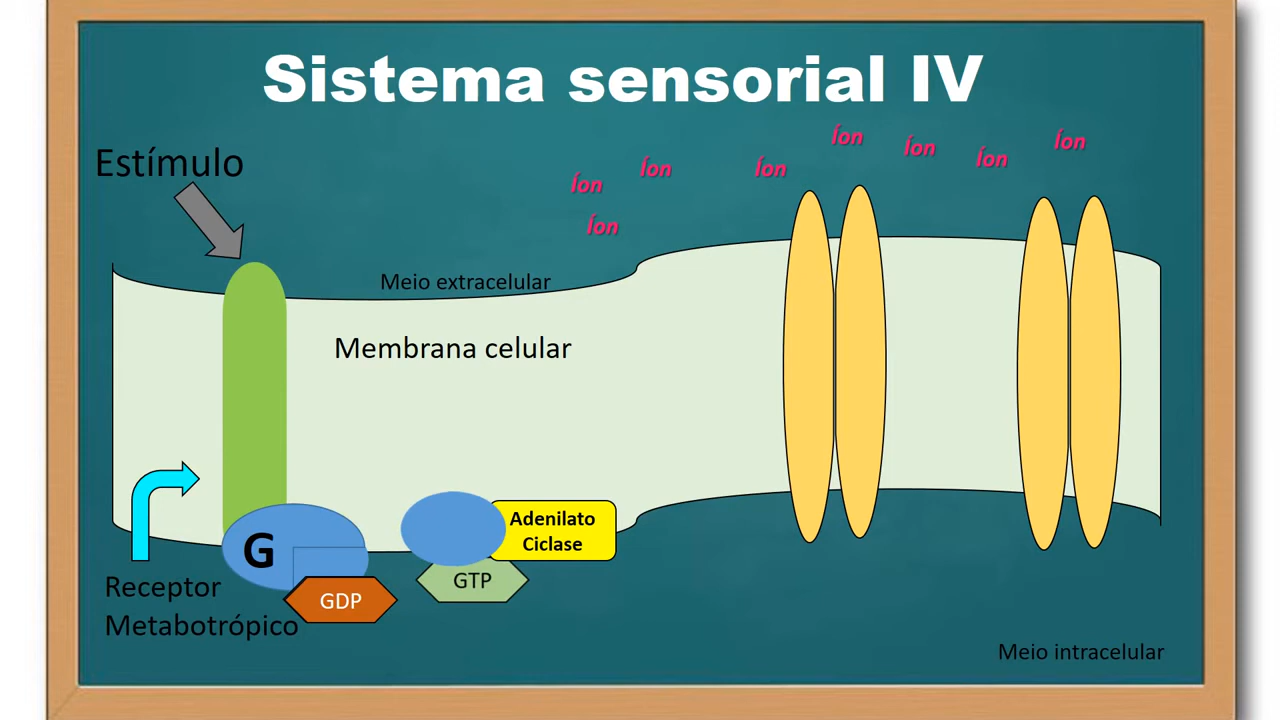 Sistema sensorial IV
Estímulo
Íon
Íon
Íon
Íon
Íon
Íon
Íon
Íon
Meio extracelular
Membrana celular
G
Adenilato
Ciclase
GTP
GDP
Receptor
Metabotrópico
Meio intracelular